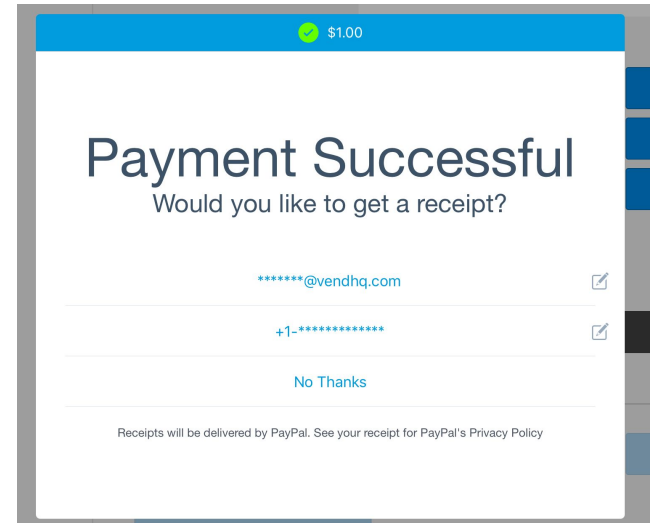 $1.00
Payment Successful
Would you like to get a receipt?
*******@vendhq.com
+1-*************
No Thanks
Receipts will be delivered by PayPal. See your receipt for PayPal's Privacy Policy